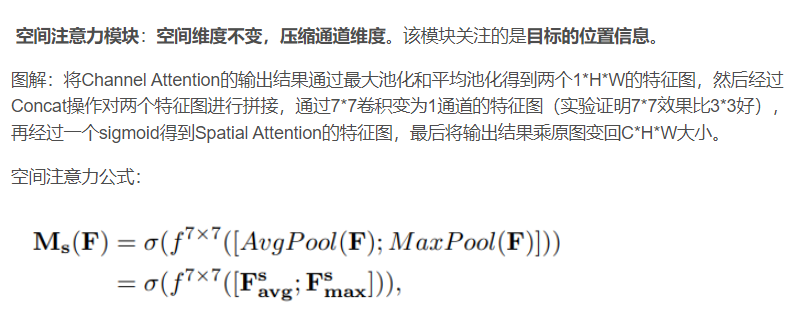 空间注意力模块：空间维度不变，压缩通道维度。该模块关注的是目标的位置信息。
图解：将Channel Attention的输出结果通过最大池化和平均池化得到两个1*H*W的特征图，然后经过
Concat操作对两个特征图进行拼接，通过7*7卷积变为1通道的特征图（实验证明7*7效果比3*3好），
再经过一个sigmoid得到Spatial Attention的特征图，最后将输出结果乘原图变回C*H*W大小。
空间注意力公式：
M_s(F) = σ(f^{7×7}([AvgPool(F); MaxPool(F)]))
= σ(f^{7×7}([F^s_{avg}; F^s_{max}])),